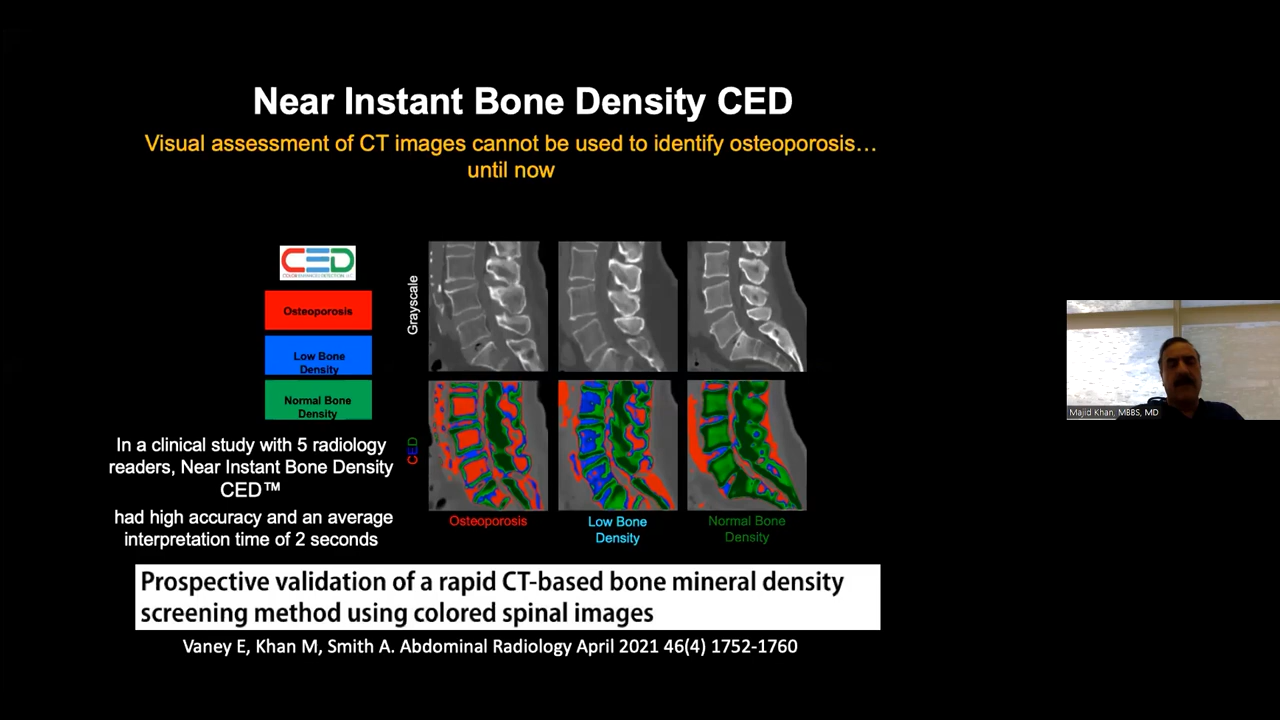 Near Instant Bone Density CED
Visual assessment of CT images cannot be used to identify osteoporosis…
until now
CED
COLOR ENHANCED DETECTION, LLC
Osteoporosis
Low Bone
Density
Normal Bone
Density
In a clinical study with 5 radiology
readers, Near Instant Bone Density
CED™
had high accuracy and an average
interpretation time of 2 seconds
Grayscale
CED
Osteoporosis
Low Bone
Density
Normal Bone
Density
Prospective validation of a rapid CT-based bone mineral density
screening method using colored spinal images
Vaney E, Khan M, Smith A. Abdominal Radiology April 2021 46(4) 1752-1760
Majid Khan, MBBS, MD